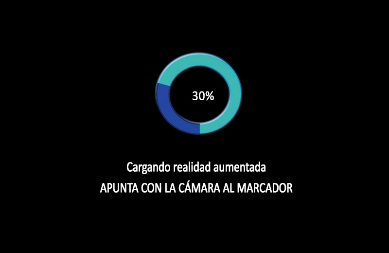 30%
Cargando realidad aumentada
APUNTA CON LA CÁMARA AL MARCADOR